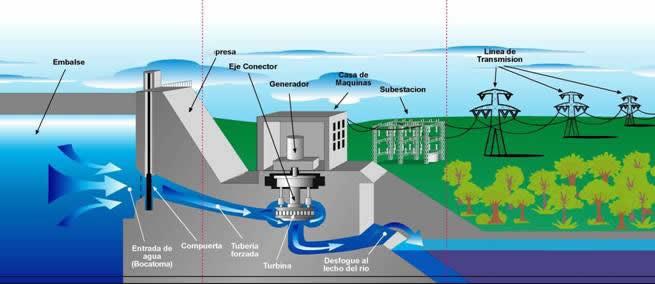 Embalse
presa
Eje Conector
Generador
Casa de
Maquinas
Subestacion
Linea de
Transmision
Entrada de
agua
(Bocatoma)
Compuerta
Tuberia
forzada
Turbina
Desfogue al
lecho del rio